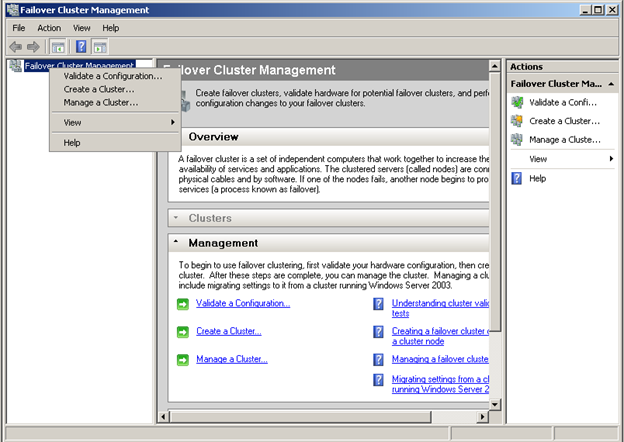 Failover Cluster Management
File Action View Help
Failover Cluster Management
Validate a Configuration...
Create a Cluster...
Manage a Cluster...
View
Help
ilover Cluster Management
Create failover clusters, validate hardware for potential failover clusters, and perf
configuration changes to your failover clusters.
Overview
A failover cluster is a set of independent computers that work together to increase the
availability of services and applications. The clustered servers (called nodes) are conn
physical cables and by software. If one of the nodes fails, another node begins to pro
services (a process known as failover).
Clusters
Management
To begin to use failover clustering, first validate your hardware configuration, then cre
cluster. After these steps are complete, you can manage the cluster. Managing a clu
include migrating settings to it from a cluster running Windows Server 2003.
Validate a Configuration...
Understanding cluster valid
tests
Create a Cluster...
Creating a failover cluster
a cluster node
Manage a Cluster...
Managing a failover cluste
Migrating settings from a cl
running Windows Server 2
Actions
Failover Cluster Ma...
Validate a Confi...
Create a Cluster...
Manage a Cluste...
View
Help